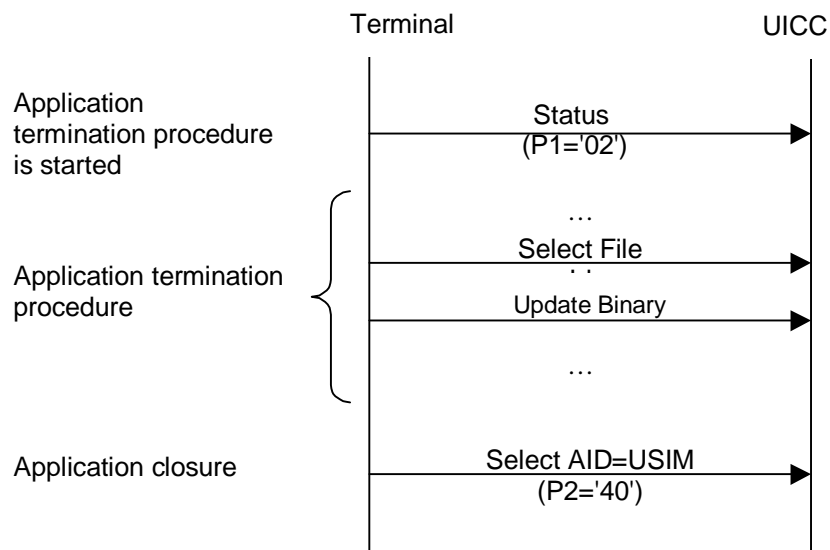 Terminal
UICC
Application
termination procedure
is started
Status
(P1='02')
...
Select File
. .
Application termination
procedure
Update Binary
...
Application closure
Select AID=USIM
(P2='40')